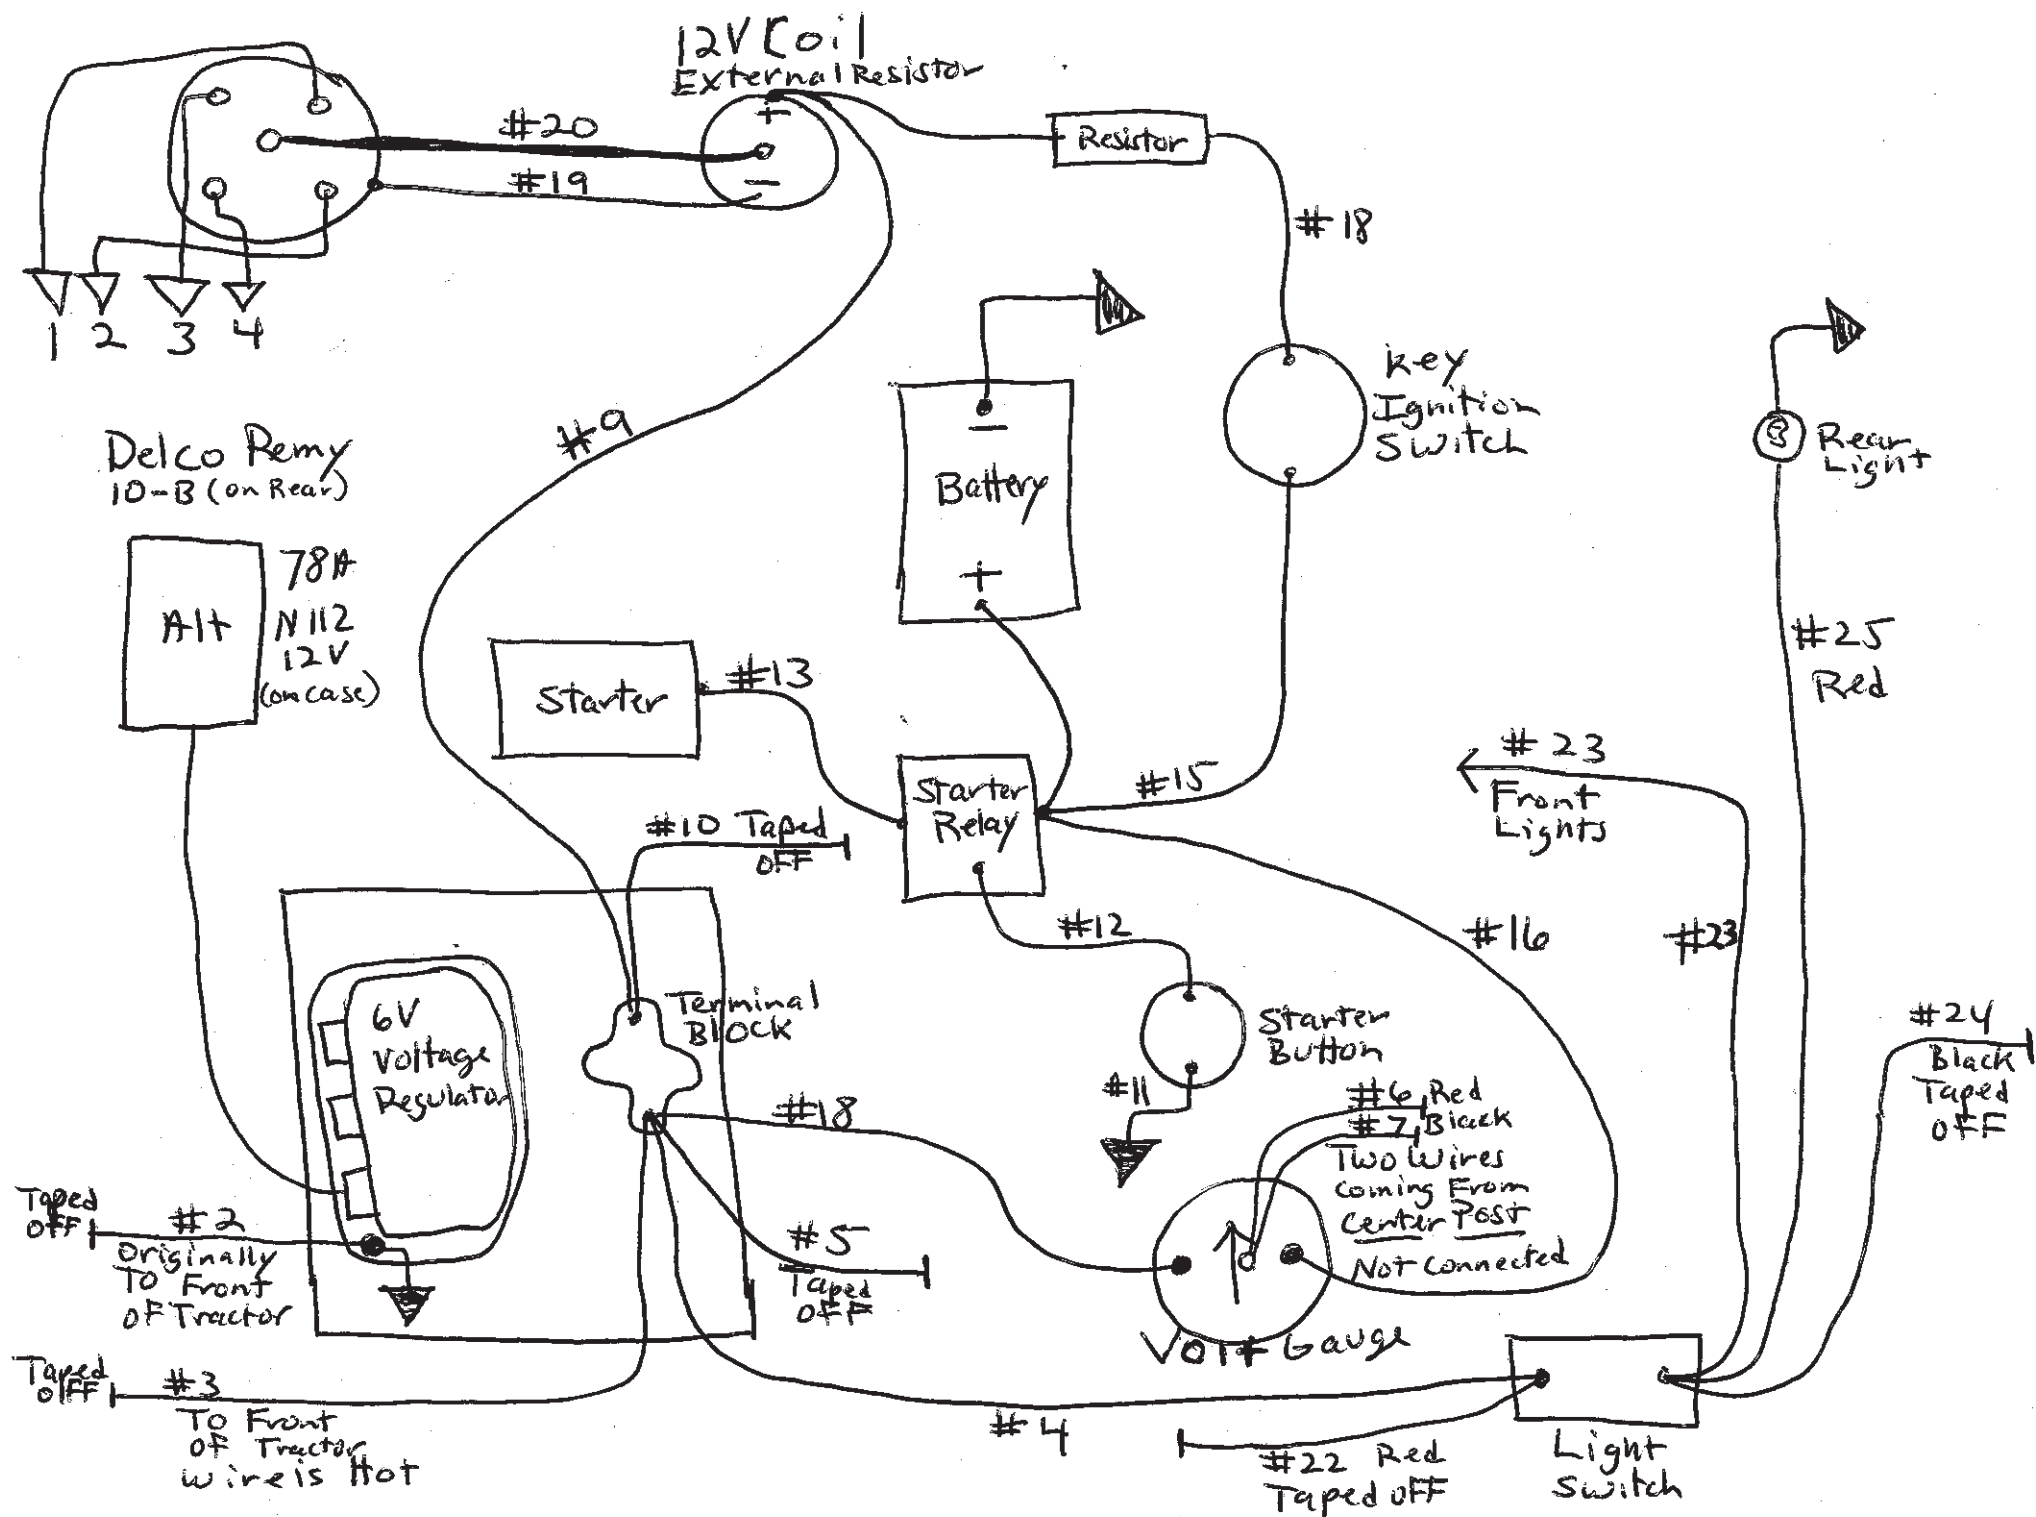 12V Coil
External Resistor
+
−
#20
#19
Resistor
#18
1 2 3 4
#9
Key
Ignition
Switch
−
Battery
+
Rear
Light
Delco Remy
10-B (on Rear)
Alt
78A
N112
12V
(on case)
Starter
#13
#15
#25
Red
#23
Front
Lights
Starter
Relay
#10 Taped
OFF
#12
#16
#23
#24
Black
Taped
OFF
6V
Voltage
Regulator
Terminal
BLOCK
Starter
Button
#11
#18
#6 Red
#7 Black
Two Wires
coming From
Center Post
Not Connected
Taped
OFF
#2
Originally
To Front
OF Tractor
#5
Taped
OFF
Volt Gauge
Taped
OFF
#3
To Front
OF Tractor
Wire is Hot
#4
#22 Red
Taped OFF
Light
Switch